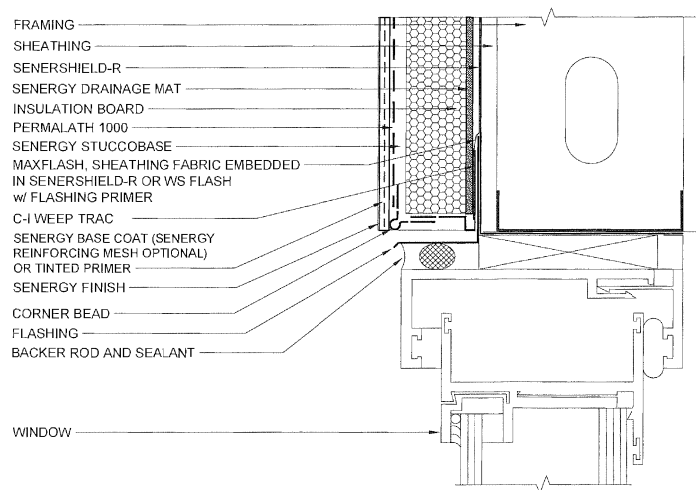 FRAMING
SHEATHING
SENERSHIELD-R
SENERGY DRAINAGE MAT
INSULATION BOARD
PERMALATH 1000
SENERGY STUCCOBASE
MAXFLASH, SHEATHING FABRIC EMBEDDED
IN SENERSHIELD-R OR WS FLASH
w/ FLASHING PRIMER
C-I WEEP TRAC
SENERGY BASE COAT (SENERGY
REINFORCING MESH OPTIONAL)
OR TINTED PRIMER
SENERGY FINISH
CORNER BEAD
FLASHING
BACKER ROD AND SEALANT
WINDOW